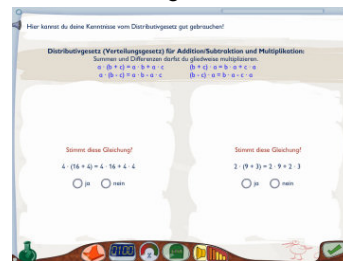 Hier kannst du deine Kenntnisse vom Distributivgesetz gut gebrauchen!
Distributivgesetz (Verteilungsgesetz) für Addition/Subtraktion und Multiplikation:
Summen und Differenzen darfst du gliedweise multiplizieren.
a · (b + c) = a · b + a · c
(b + c) · a = b · a + c · a
a · (b - c) = a · b - a · c
(b - c) · a = b · a - c · a
Stimmt diese Gleichung?
4 · (16 + 4) = 4 · 16 + 4 · 4
ja
nein
Stimmt diese Gleichung?
2 · (9 + 3) = 2 · 9 + 2 · 3
ja
nein